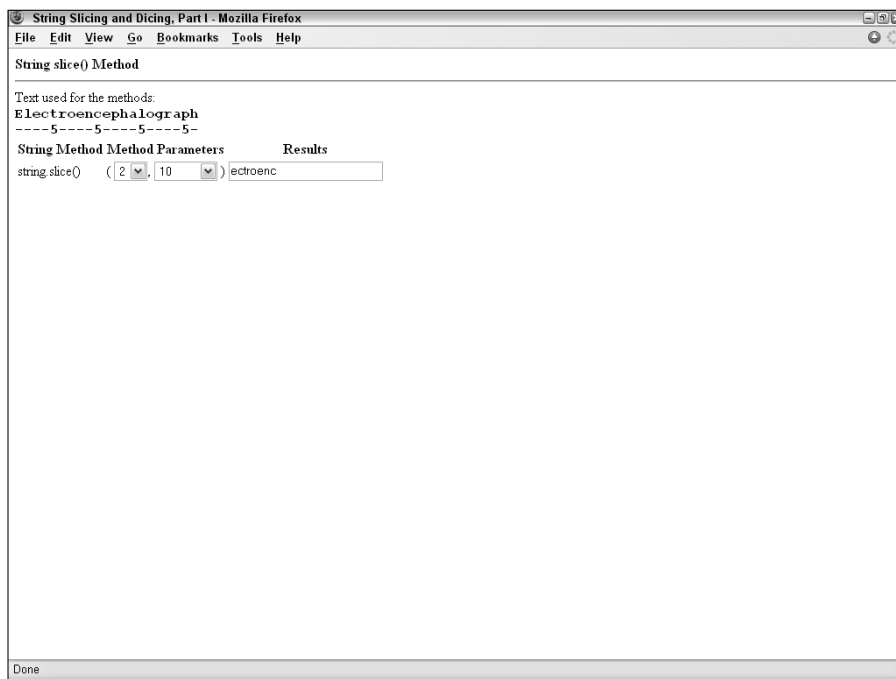 String Slicing and Dicing, Part I - Mozilla Firefox
File Edit View Go Bookmarks Tools Help
String slice() Method
Text used for the methods:
Electroencephalograph
----5----5----5----5-
String Method Method Parameters Results
string.slice() ( 2 , 10 ) ectroenc
Done